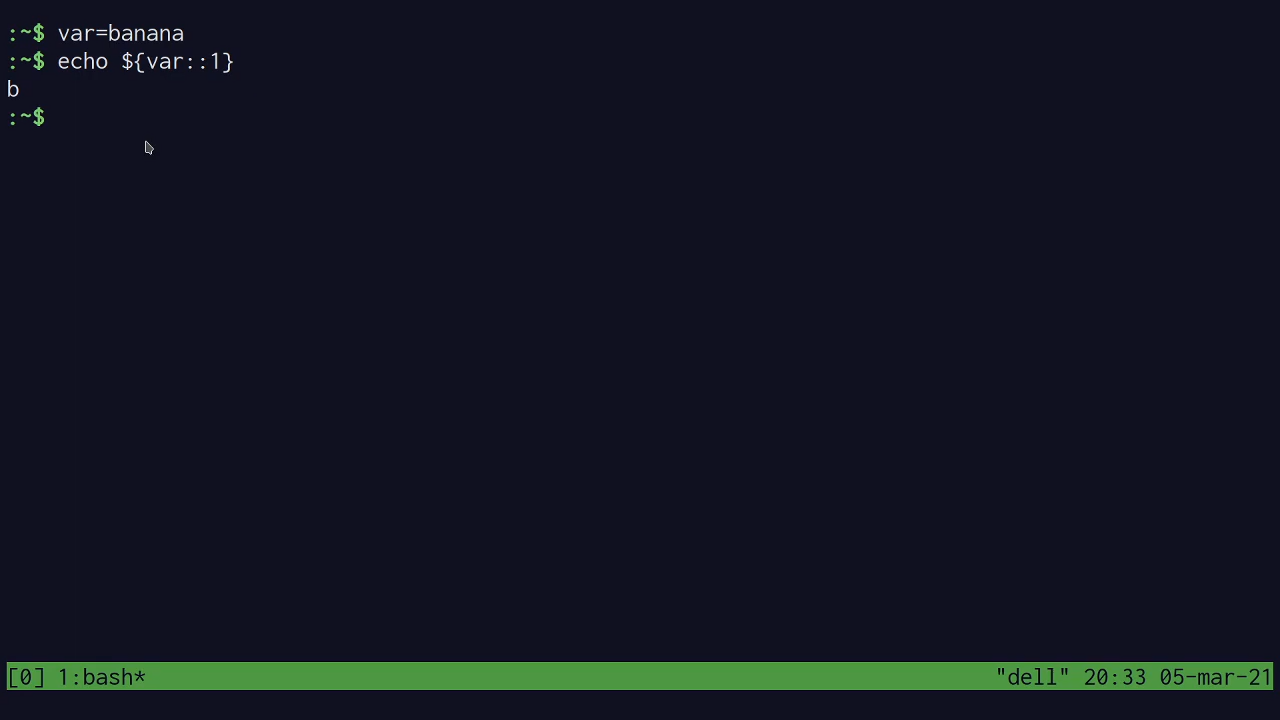 :~$ var=banana
:~$ echo ${var::1}
b
:~$
[0] 1:bash* "dell" 20:33 05-mar-21